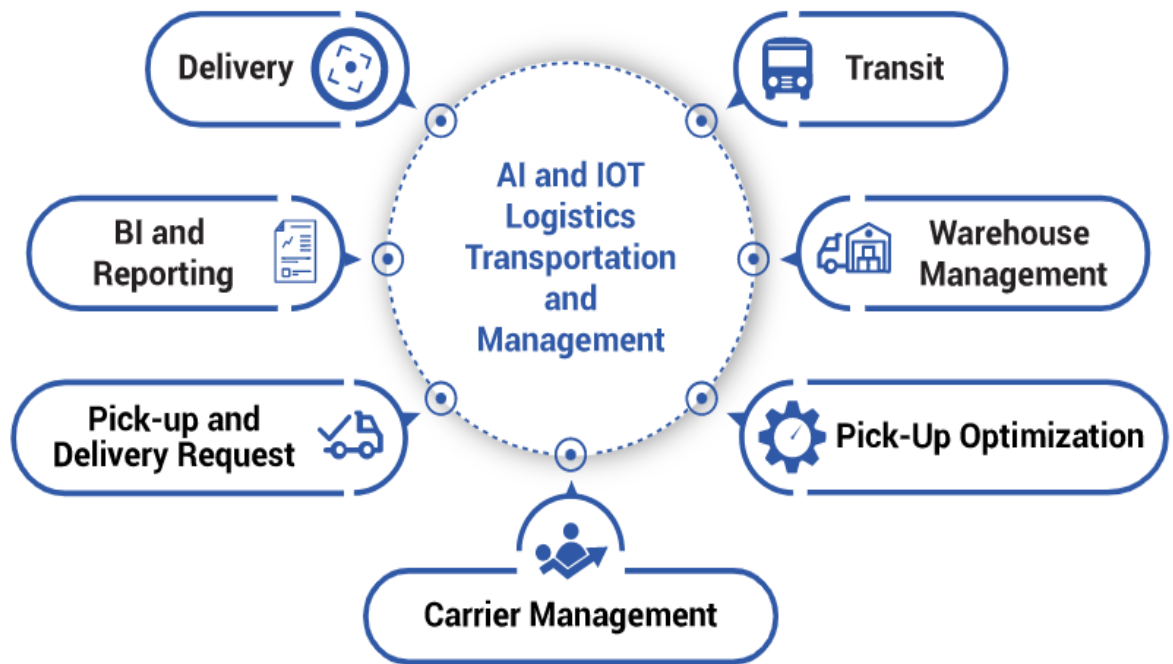 Delivery
Transit
AI and IOT
Logistics
Transportation
and
Management
BI and
Reporting
Warehouse
Management
Pick-up and
Delivery Request
Pick-Up Optimization
Carrier Management